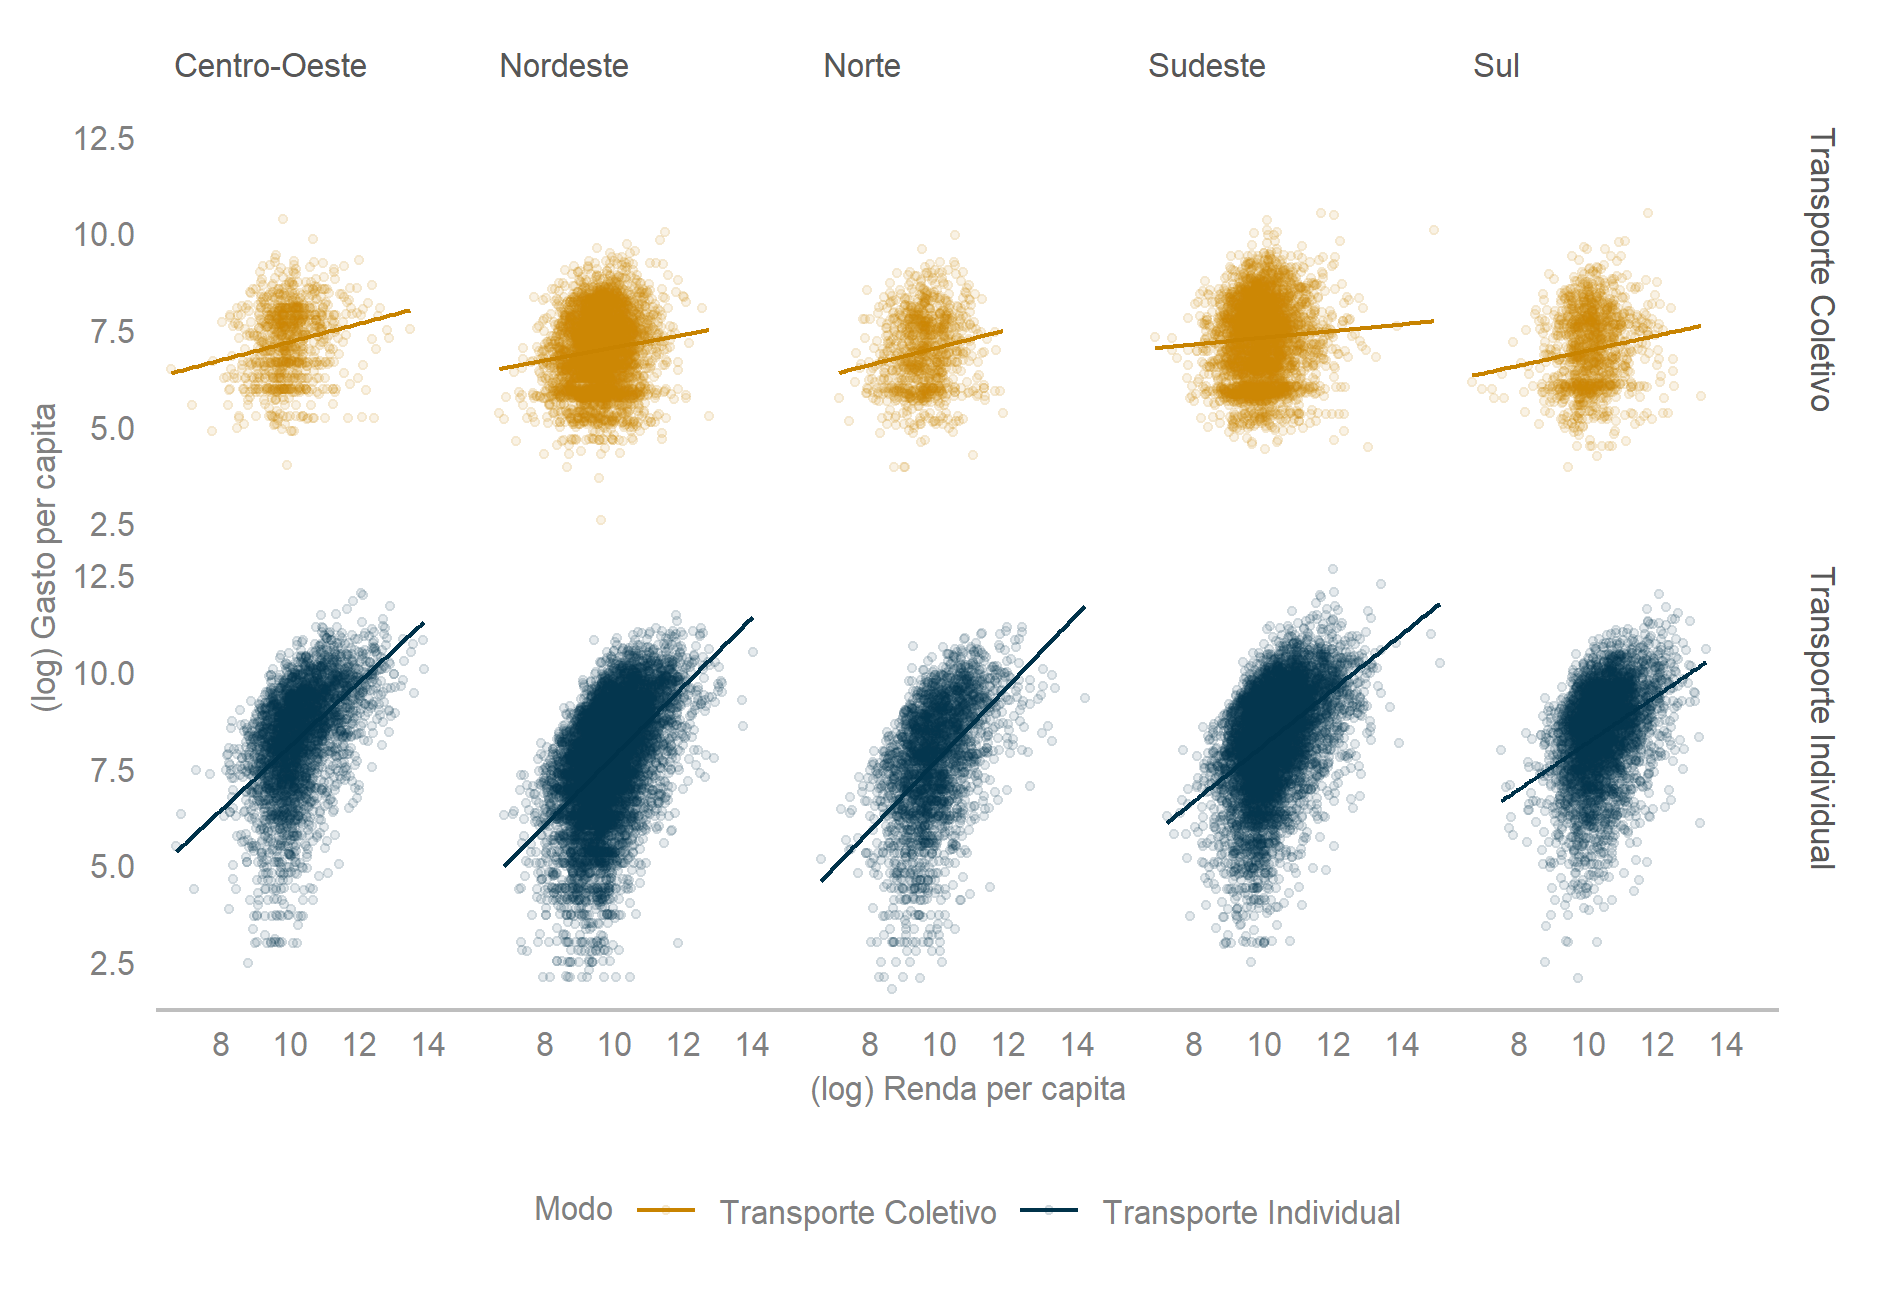 Centro-Oeste Nordeste Norte Sudeste Sul
12.5
10.0
7.5
5.0
2.5
Transporte Coletivo
(log) Gasto per capita
12.5
10.0
7.5
5.0
2.5
Transporte Individual
8 10 12 14 8 10 12 14 8 10 12 14 8 10 12 14 8 10 12 14
(log) Renda per capita
Modo Transporte Coletivo Transporte Individual